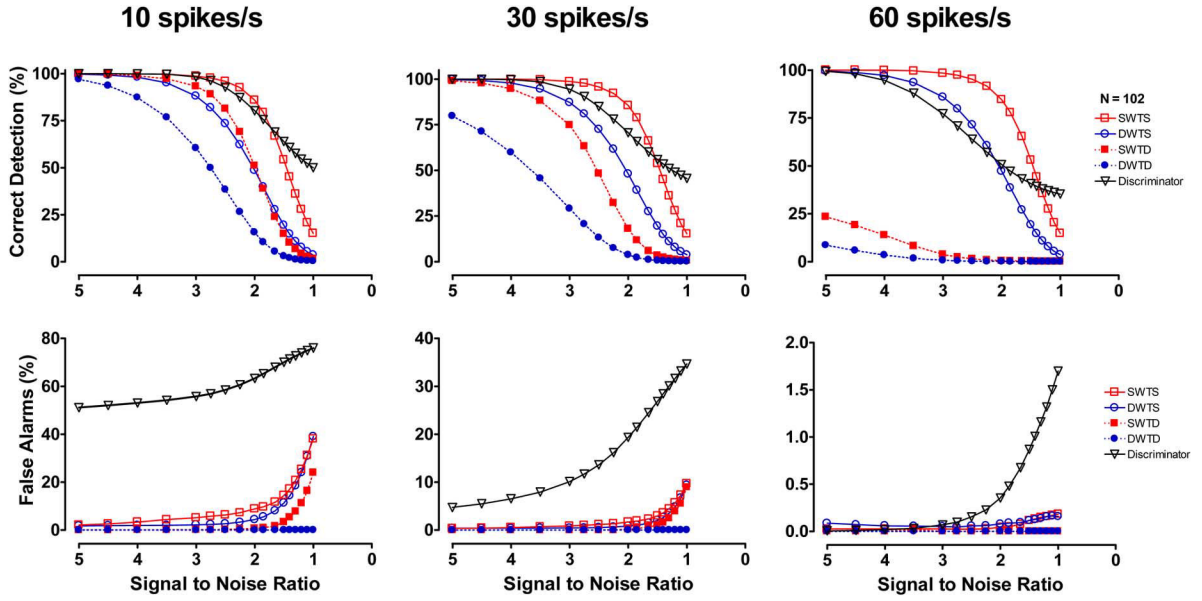 10 spikes/s 30 spikes/s 60 spikes/s
Correct Detection (%)
100
75
50
25
0
5 4 3 2 1 0
100
75
50
25
0
5 4 3 2 1 0
100
75
50
25
0
5 4 3 2 1 0
N = 102
SWTS
DWTS
SWTD
DWTD
Discriminator
False Alarms (%)
80
60
40
20
0
5 4 3 2 1 0
Signal to Noise Ratio
40
30
20
10
0
5 4 3 2 1 0
Signal to Noise Ratio
2.0
1.5
1.0
0.5
0.0
5 4 3 2 1 0
Signal to Noise Ratio
SWTS
DWTS
SWTD
DWTD
Discriminator